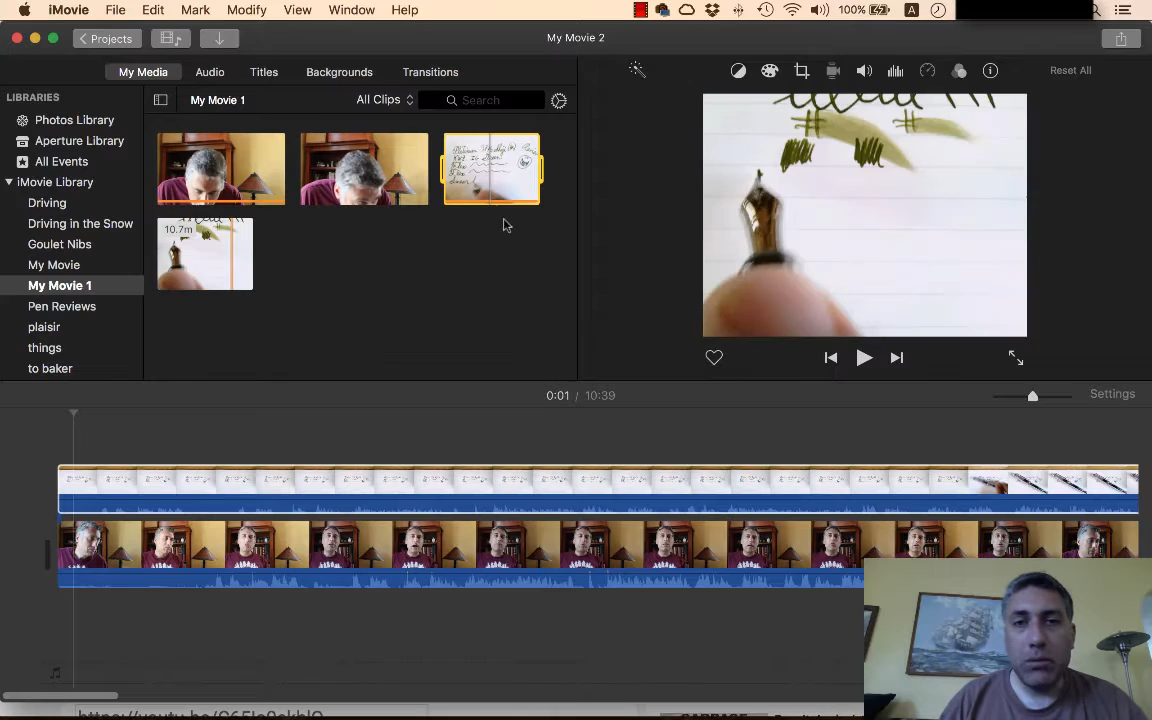 iMovie File Edit Mark Modify View Window Help 100% A
Projects My Movie 2
My Media Audio Titles Backgrounds Transitions Reset All
LIBRARIES My Movie 1 All Clips Search
Photos Library
Aperture Library
All Events
iMovie Library
Driving
Driving in the Snow
Goulet Nibs
My Movie
My Movie 1
Pen Reviews
plaisir
things
to baker
10.7m
0:01 / 10:39 Settings